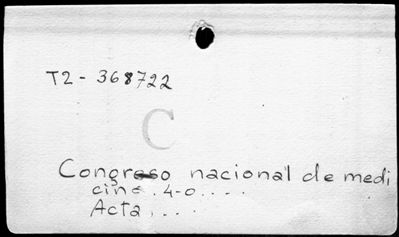 T2 - 368722
C
Congreso nacional de medi
cine. 4-o....
Acta....